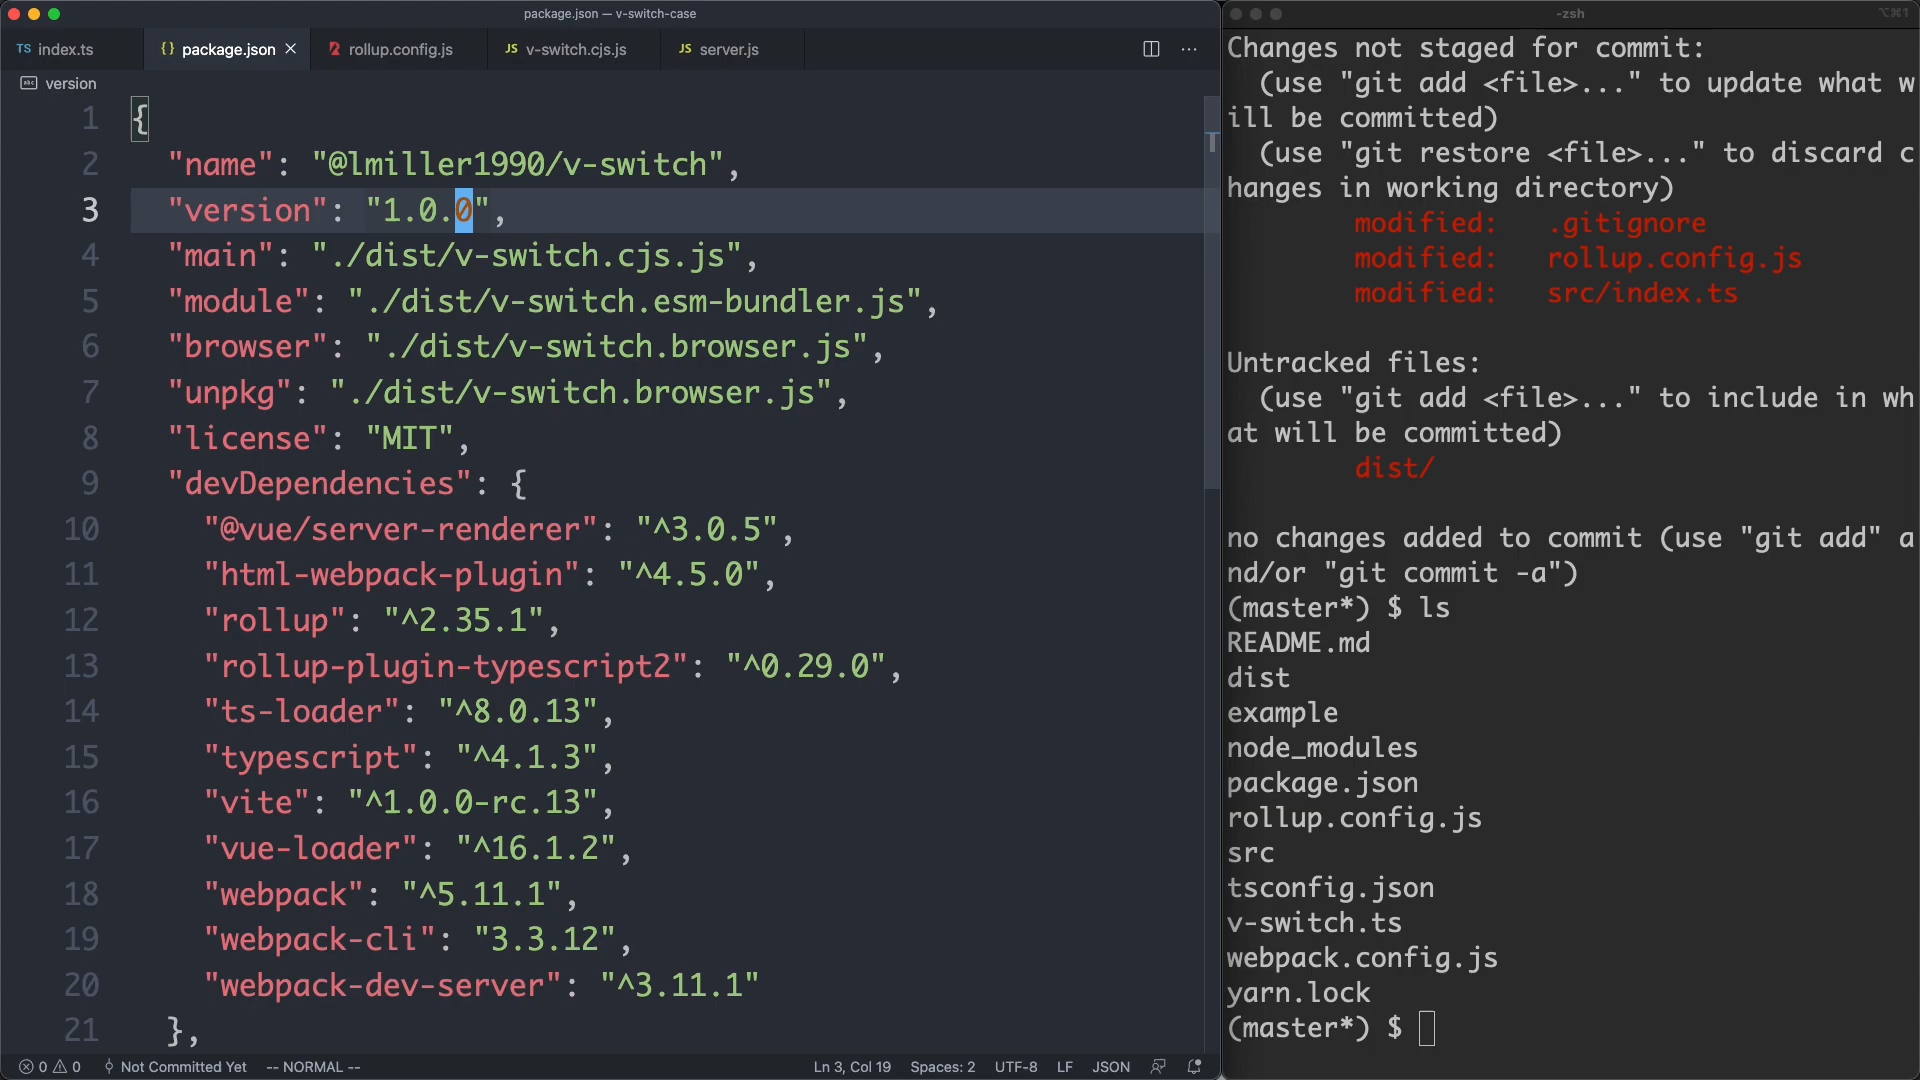 package.json — v-switch-case
TS index.ts
{} package.json ×
rollup.config.js
JS v-switch.cjs.js
JS server.js
abc version
1 {
2 "name": "@lmiller1990/v-switch",
3 "version": "1.0.0",
4 "main": "./dist/v-switch.cjs.js",
5 "module": "./dist/v-switch.esm-bundler.js",
6 "browser": "./dist/v-switch.browser.js",
7 "unpkg": "./dist/v-switch.browser.js",
8 "license": "MIT",
9 "devDependencies": {
10 "@vue/server-renderer": "^3.0.5",
11 "html-webpack-plugin": "^4.5.0",
12 "rollup": "^2.35.1",
13 "rollup-plugin-typescript2": "^0.29.0",
14 "ts-loader": "^8.0.13",
15 "typescript": "^4.1.3",
16 "vite": "^1.0.0-rc.13",
17 "vue-loader": "^16.1.2",
18 "webpack": "^5.11.1",
19 "webpack-cli": "3.3.12",
20 "webpack-dev-server": "^3.11.1"
21 },
0 0 Not Committed Yet -- NORMAL -- Ln 3, Col 19 Spaces: 2 UTF-8 LF JSON
-zsh
⌥⌘1
Changes not staged for commit:
(use "git add <file>..." to update what w
ill be committed)
(use "git restore <file>..." to discard c
hanges in working directory)
modified: .gitignore
modified: rollup.config.js
modified: src/index.ts
Untracked files:
(use "git add <file>..." to include in wh
at will be committed)
dist/
no changes added to commit (use "git add" a
nd/or "git commit -a")
(master*) $ ls
README.md
dist
example
node_modules
package.json
rollup.config.js
src
tsconfig.json
v-switch.ts
webpack.config.js
yarn.lock
(master*) $